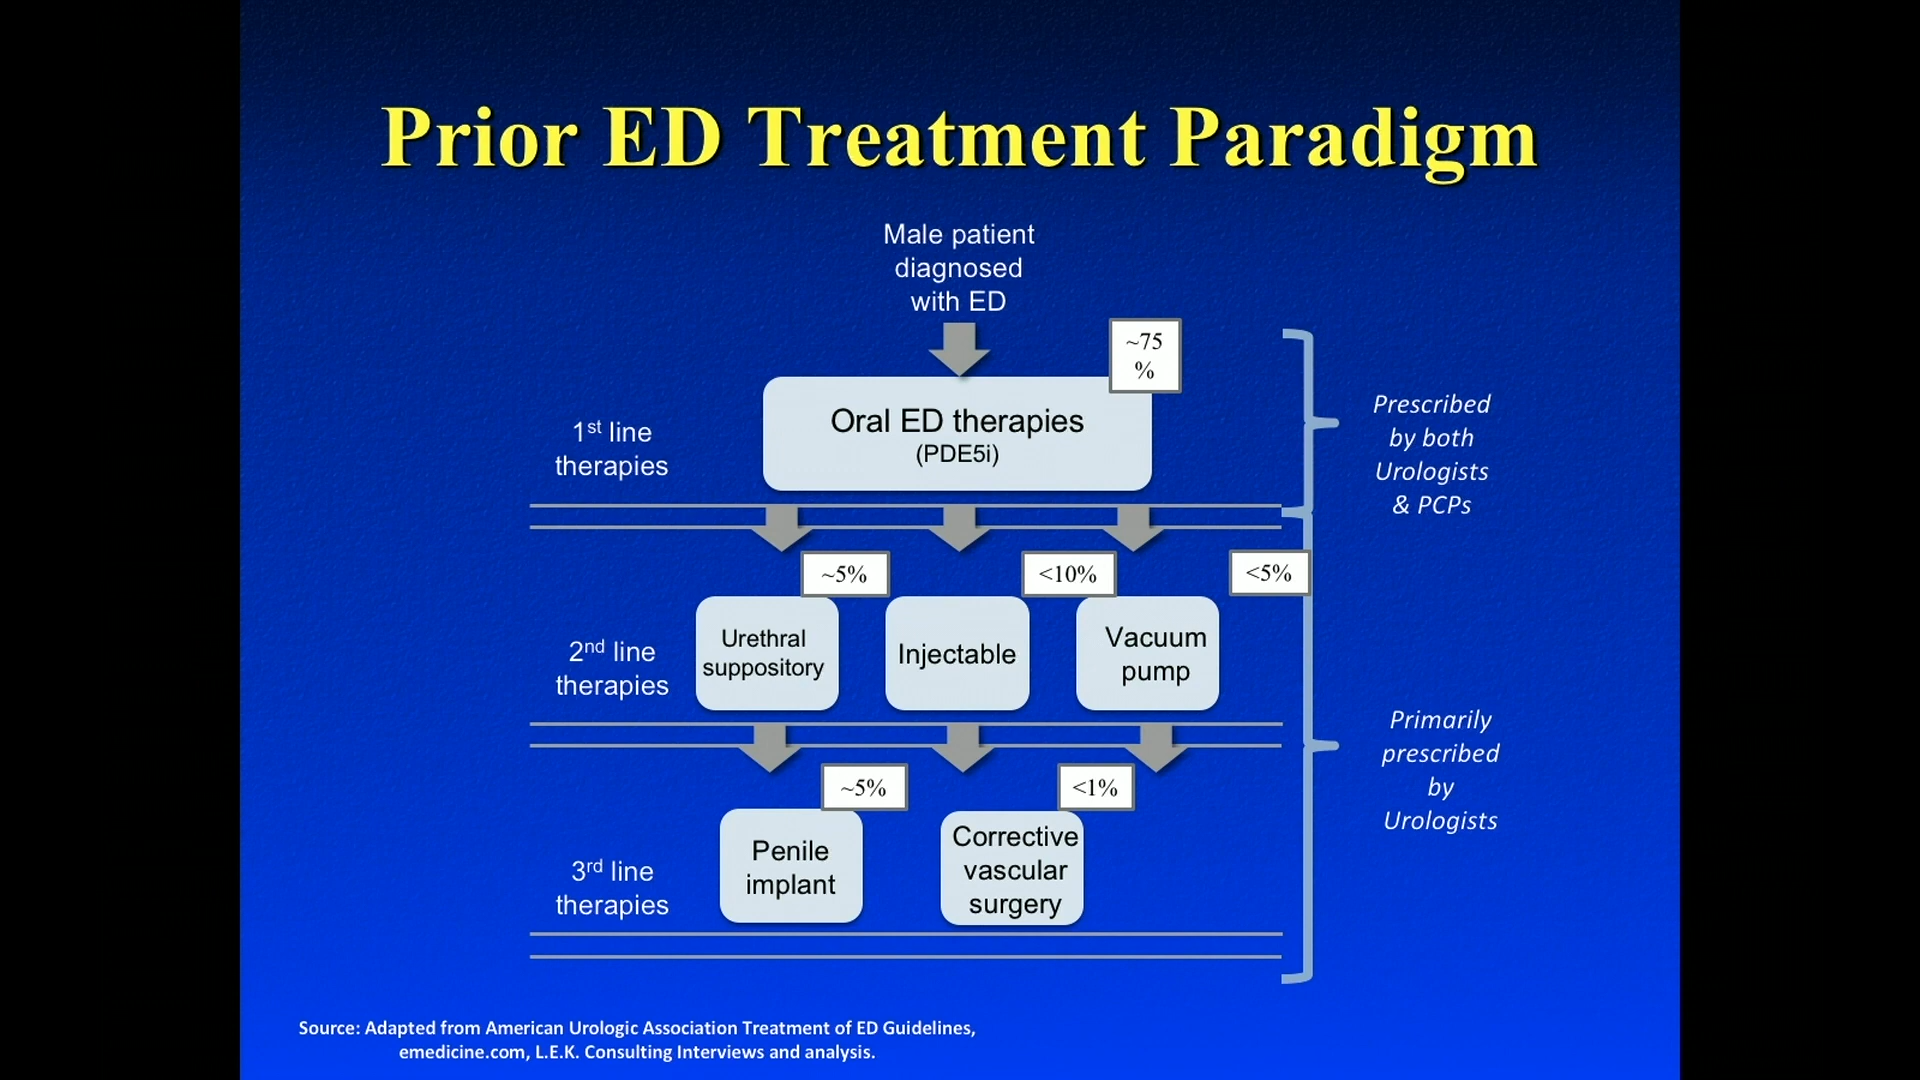 Prior ED Treatment Paradigm
Male patient
diagnosed
with ED
~75
%
Oral ED therapies
(PDE5i)
1st line
therapies
Prescribed
by both
Urologists
& PCPs
~5%
<10%
<5%
Urethral
suppository
Injectable
Vacuum
pump
2nd line
therapies
Primarily
prescribed
by
Urologists
~5%
<1%
Penile
implant
Corrective
vascular
surgery
3rd line
therapies
Source: Adapted from American Urologic Association Treatment of ED Guidelines,
emedicine.com, L.E.K. Consulting Interviews and analysis.